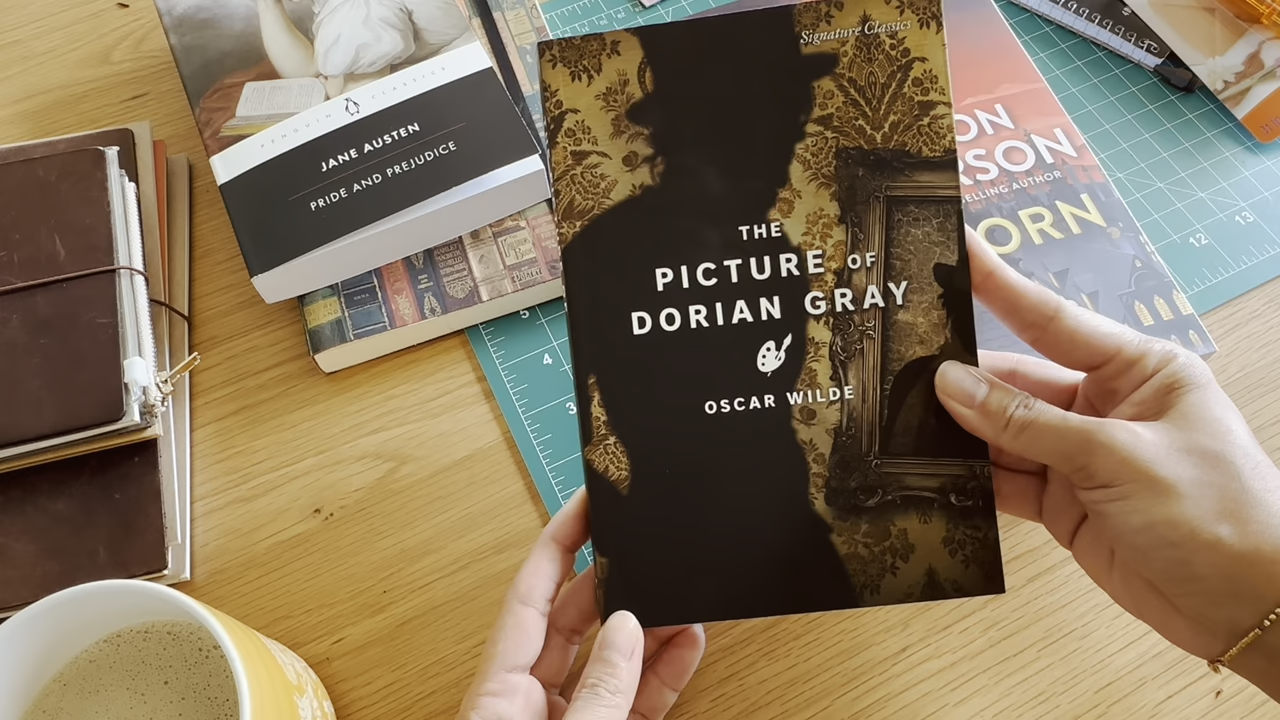 PENGUIN CLASSICS
JANE AUSTEN
PRIDE AND PREJUDICE
Signature Classics
THE
PICTURE OF
DORIAN GRAY
OSCAR WILDE
ON
RSON
ELLING AUTHOR
ORN
5
4
3
12
13